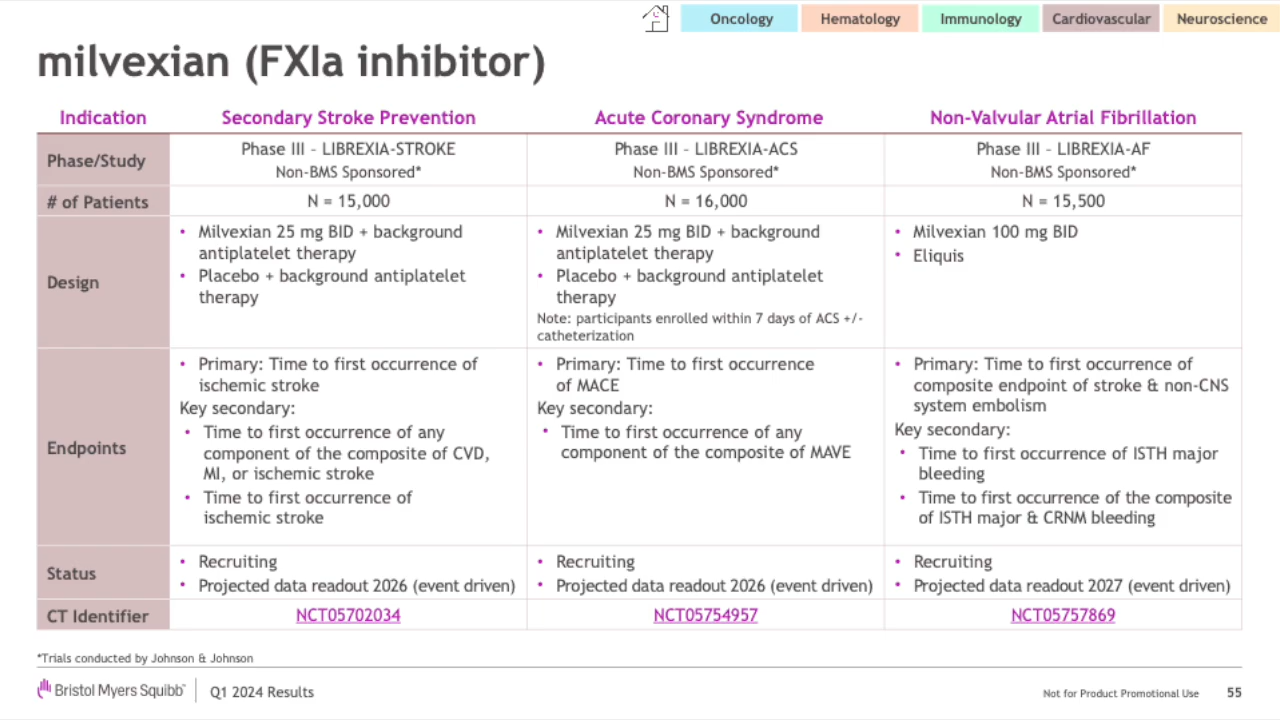 Oncology
Hematology
Immunology
Cardiovascular
Neuroscience
milvexian (FXIa inhibitor)
Indication
Secondary Stroke Prevention
Acute Coronary Syndrome
Non-Valvular Atrial Fibrillation
Phase/Study
Phase III – LIBREXIA-STROKE
Non-BMS Sponsored*
Phase III – LIBREXIA-ACS
Non-BMS Sponsored*
Phase III – LIBREXIA-AF
Non-BMS Sponsored*
# of Patients
N = 15,000
N = 16,000
N = 15,500
Design
• Milvexian 25 mg BID + background
antiplatelet therapy
• Placebo + background antiplatelet
therapy
• Milvexian 25 mg BID + background
antiplatelet therapy
• Placebo + background antiplatelet
therapy
Note: participants enrolled within 7 days of ACS +/-
catheterization
• Milvexian 100 mg BID
• Eliquis
Endpoints
• Primary: Time to first occurrence of
ischemic stroke
Key secondary:
• Time to first occurrence of any
component of the composite of CVD,
MI, or ischemic stroke
• Time to first occurrence of
ischemic stroke
• Primary: Time to first occurrence
of MACE
Key secondary:
• Time to first occurrence of any
component of the composite of MAVE
• Primary: Time to first occurrence of
composite endpoint of stroke & non-CNS
system embolism
Key secondary:
• Time to first occurrence of ISTH major
bleeding
• Time to first occurrence of the composite
of ISTH major & CRNM bleeding
Status
• Recruiting
• Projected data readout 2026 (event driven)
• Recruiting
• Projected data readout 2026 (event driven)
• Recruiting
• Projected data readout 2027 (event driven)
CT Identifier
NCT05702034
NCT05754957
NCT05757869
*Trials conducted by Johnson & Johnson
Bristol Myers Squibb™
Q1 2024 Results
Not for Product Promotional Use
55